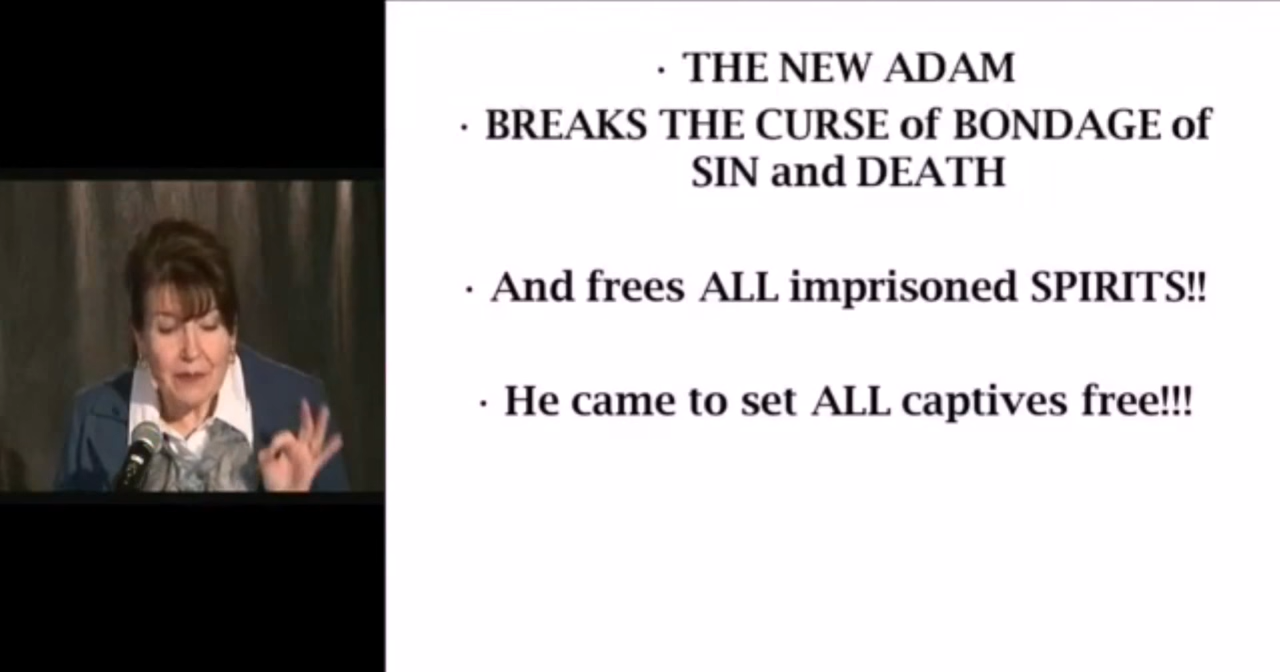 · THE NEW ADAM
· BREAKS THE CURSE of BONDAGE of
SIN and DEATH
· And frees ALL imprisoned SPIRITS!!
· He came to set ALL captives free!!!